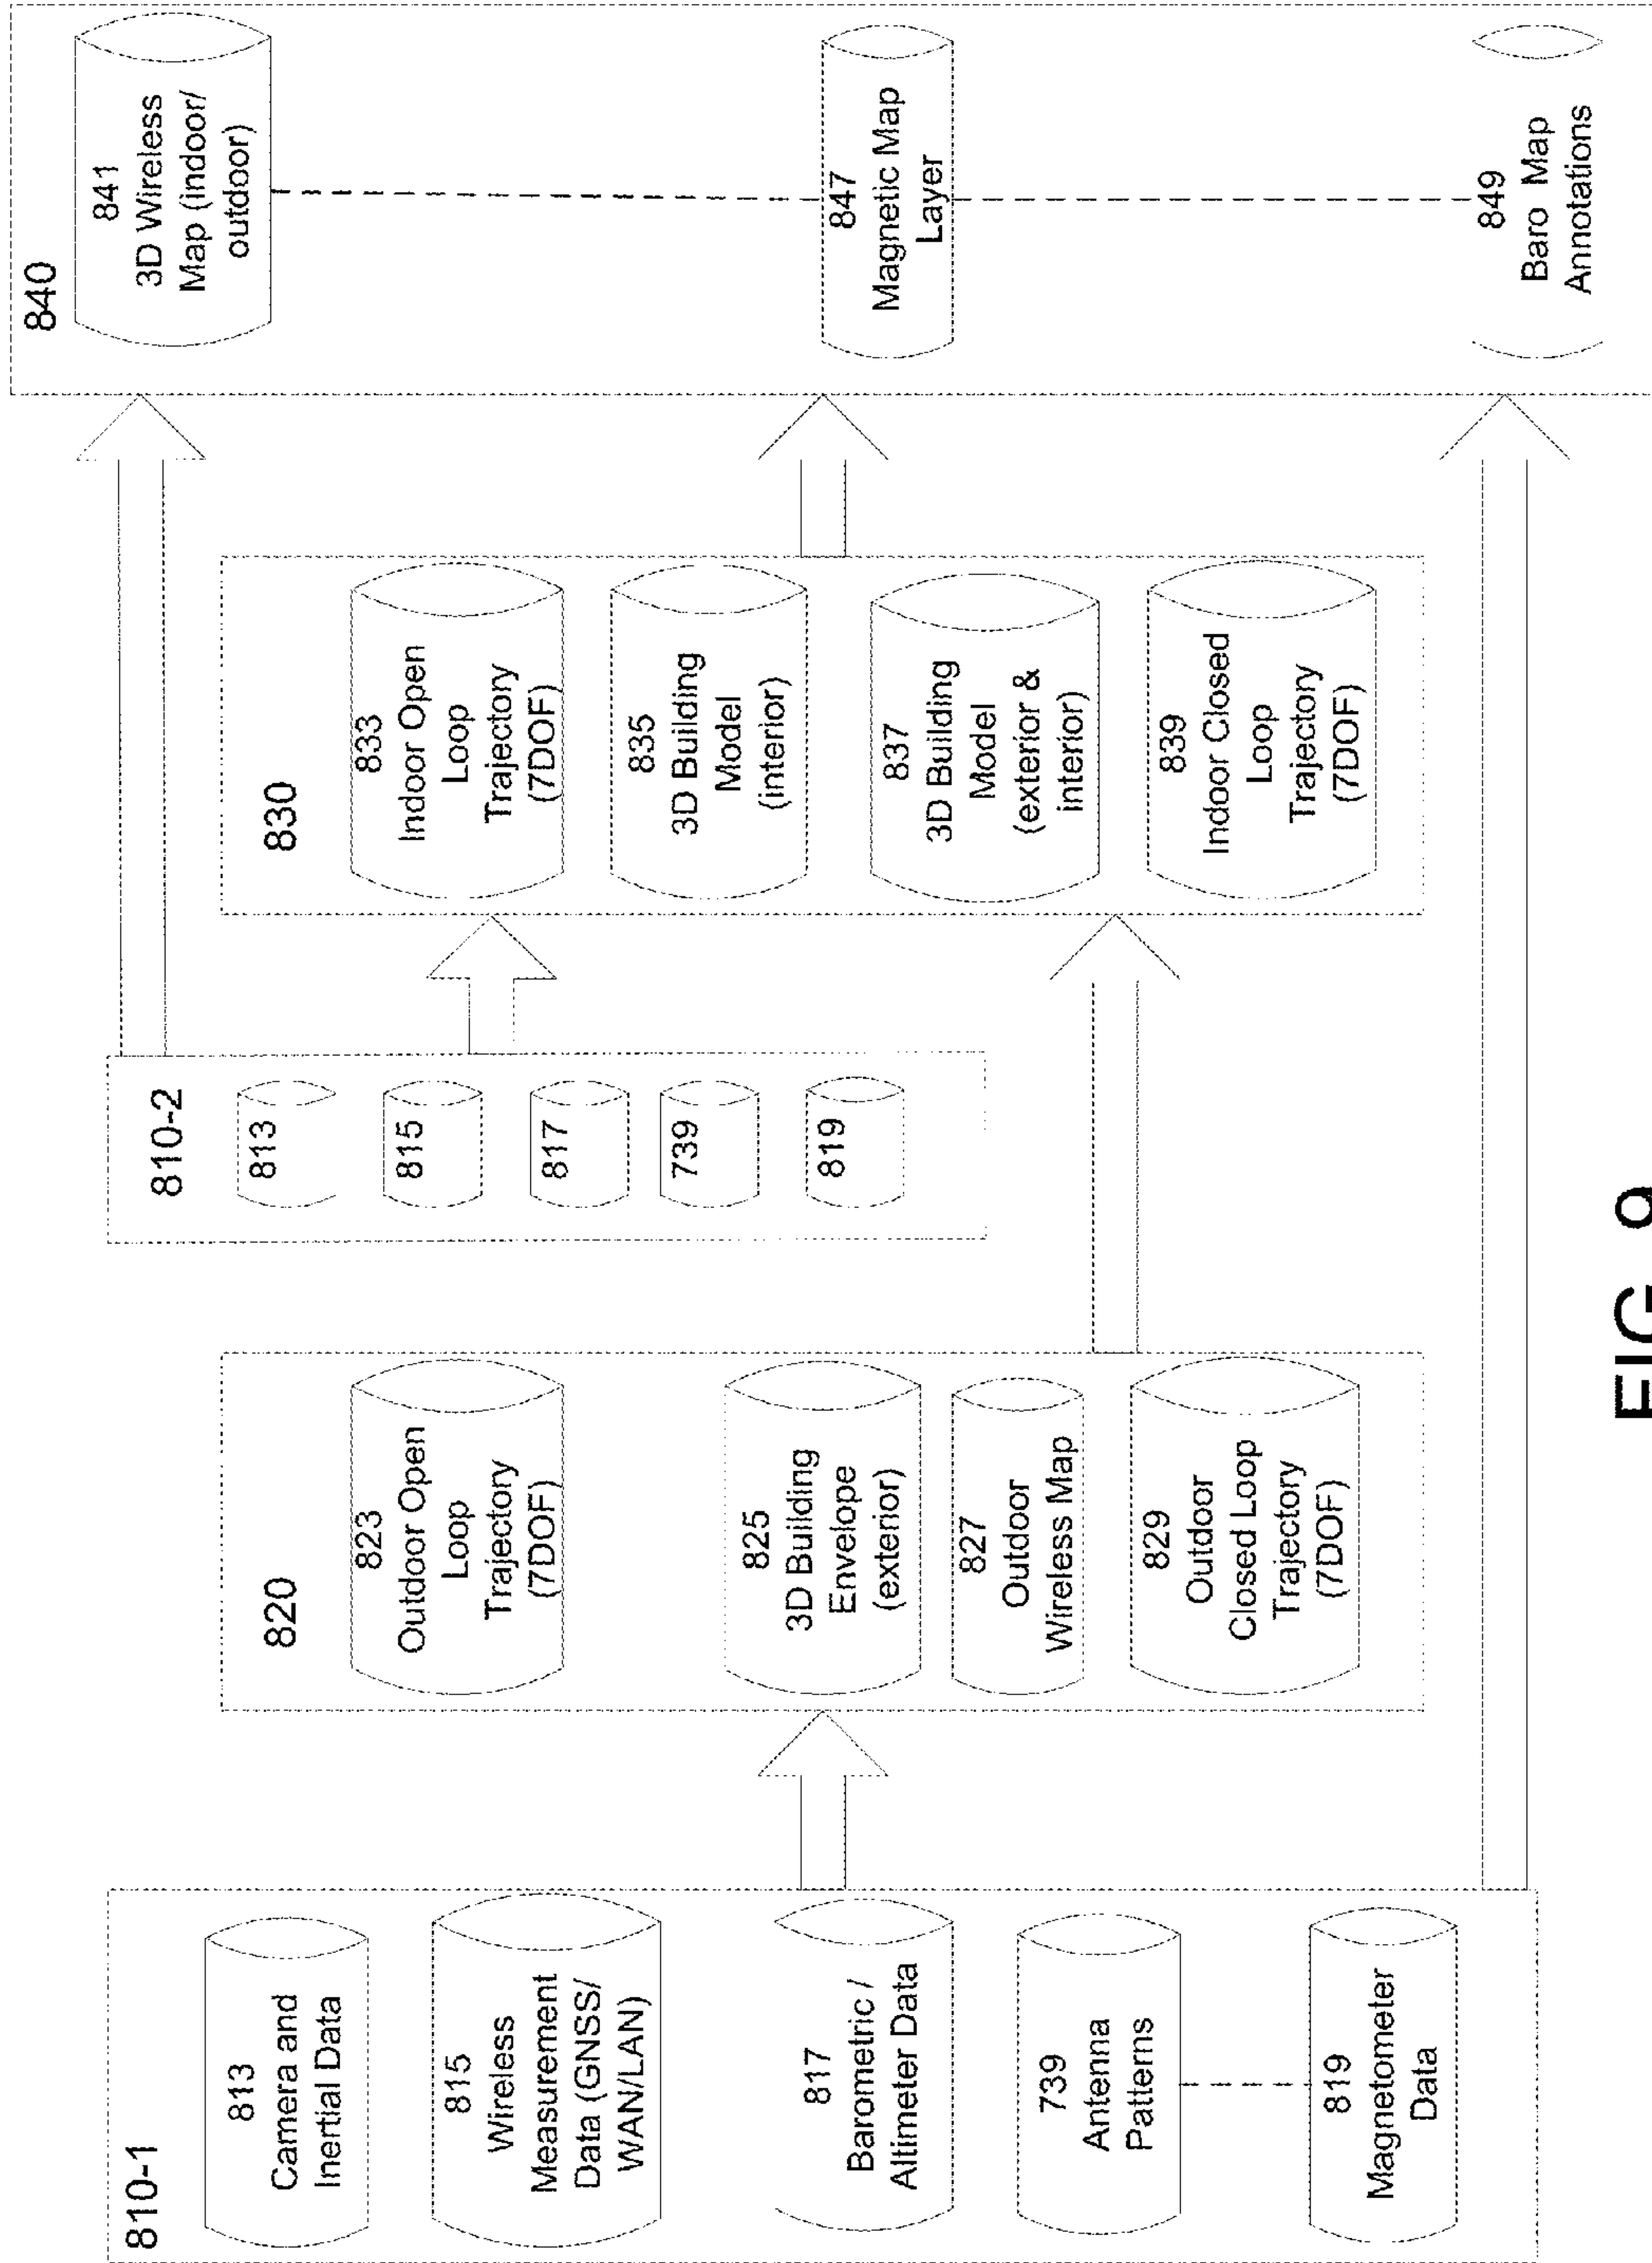 810-1
813
Camera and
Inertial Data
815
Wireless
Measurement
Data (GNSS/
WAN/LAN)
817
Barometric /
Altimeter Data
739
Antenna
Patterns
819
Magnetometer
Data
820
823
Outdoor Open
Loop
Trajectory
(7DOF)
825
3D Building
Envelope
(exterior)
827
Outdoor
Wireless Map
829
Outdoor
Closed Loop
Trajectory
(7DOF)
810-2
813
815
817
739
819
830
833
Indoor Open
Loop
Trajectory
(7DOF)
835
3D Building
Model
(interior)
837
3D Building
Model
(exterior &
interior)
839
Indoor Closed
Loop
Trajectory
(7DOF)
840
841
3D Wireless
Map (indoor/
outdoor)
847
Magnetic Map
Layer
849
Baro Map
Annotations
FIG. 9